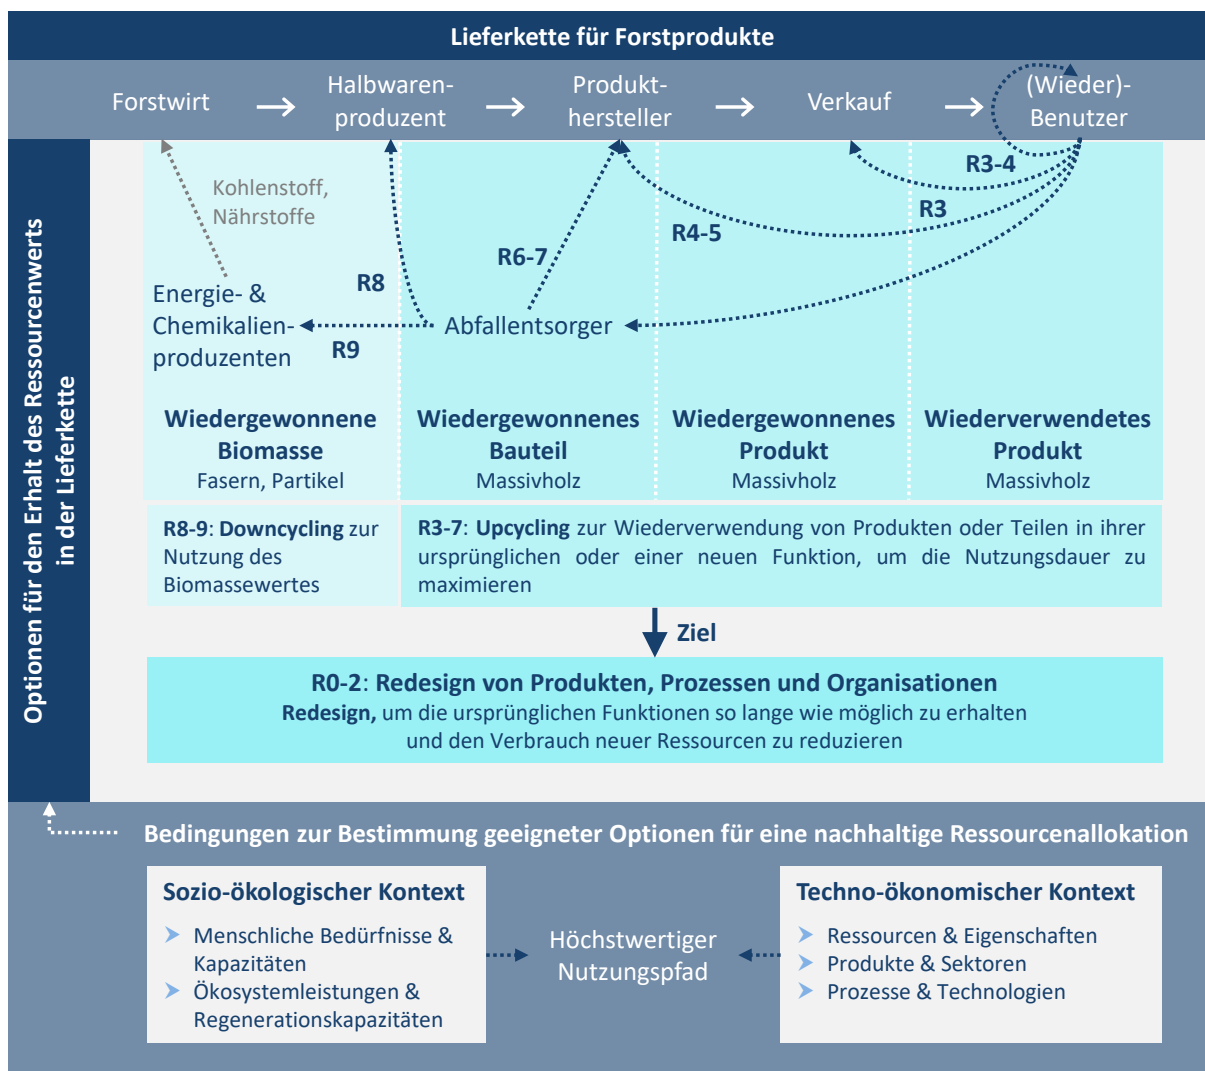 Lieferkette für Forstprodukte
Forstwirt
Halbwaren-
produzent
Produkt-
hersteller
Verkauf
(Wieder)-
Benutzer
Optionen für den Erhalt des Ressourcenwerts
in der Lieferkette
Kohlenstoff,
Nährstoffe
R3-4
R3
R4-5
R6-7
R8
R9
Energie- &
Chemikalien-
produzenten
Abfallentsorger
Wiedergewonnene
Biomasse
Fasern, Partikel
Wiedergewonnenes
Bauteil
Massivholz
Wiedergewonnenes
Produkt
Massivholz
Wiederverwendetes
Produkt
Massivholz
R8-9: Downcycling zur
Nutzung des
Biomassewertes
R3-7: Upcycling zur Wiederverwendung von Produkten oder Teilen in ihrer
ursprünglichen oder einer neuen Funktion, um die Nutzungsdauer zu
maximieren
Ziel
R0-2: Redesign von Produkten, Prozessen und Organisationen
Redesign, um die ursprünglichen Funktionen so lange wie möglich zu erhalten
und den Verbrauch neuer Ressourcen zu reduzieren
Bedingungen zur Bestimmung geeigneter Optionen für eine nachhaltige Ressourcenallokation
Sozio-ökologischer Kontext
Menschliche Bedürfnisse &
Kapazitäten
Ökosystemleistungen &
Regenerationskapazitäten
Höchstwertiger
Nutzungspfad
Techno-ökonomischer Kontext
Ressourcen & Eigenschaften
Produkte & Sektoren
Prozesse & Technologien